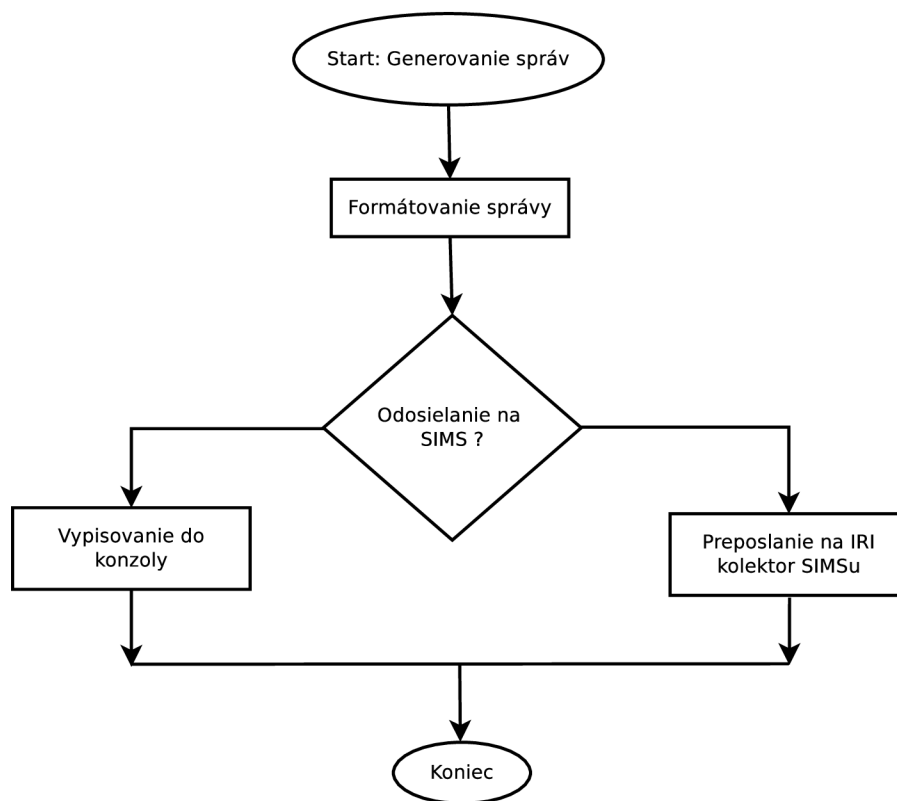 Start: Generovanie správ
Formátovanie správy
Odosielanie na
SIMS ?
Vypisovanie do
konzoly
Preposlanie na IRI
kolektor SIMSu
Koniec